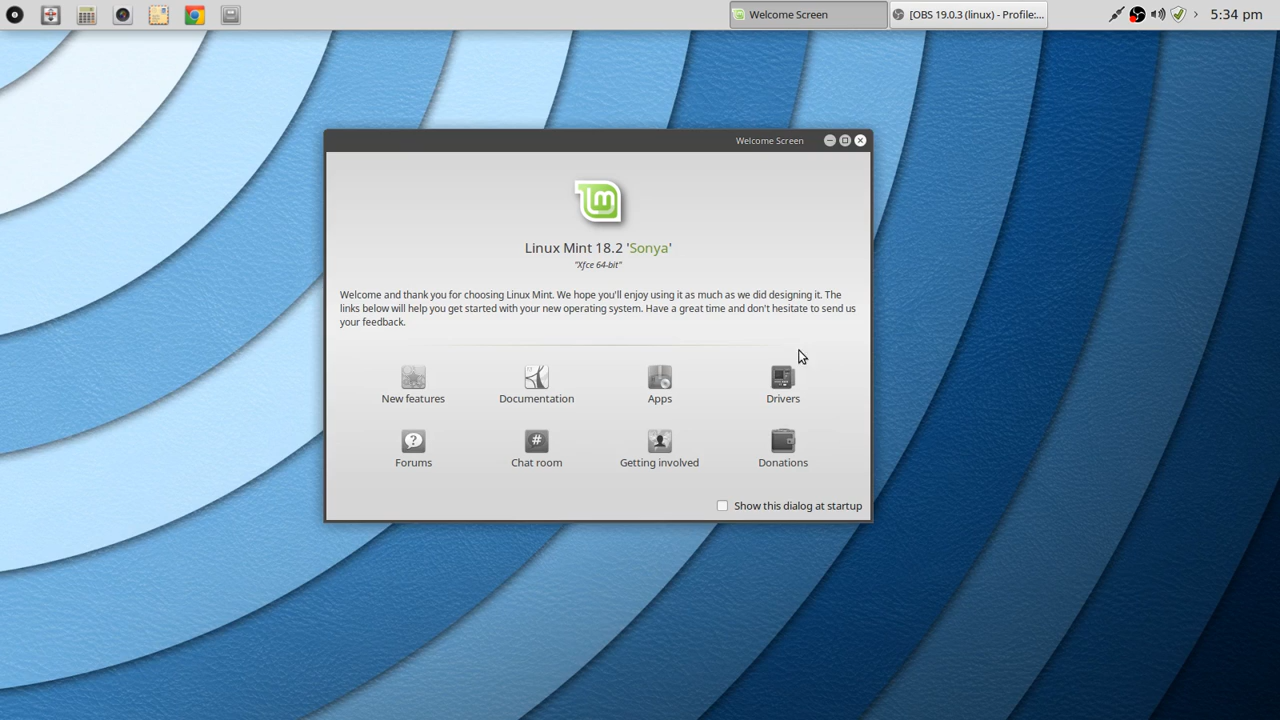 Welcome Screen
[OBS 19.0.3 (linux) - Profile:...
5:34 pm
Welcome Screen
lm
Linux Mint 18.2 'Sonya'
"Xfce 64-bit"
Welcome and thank you for choosing Linux Mint. We hope you'll enjoy using it as much as we did designing it. The
links below will help you get started with your new operating system. Have a great time and don't hesitate to send us
your feedback.
New features
Documentation
Apps
Drivers
Forums
Chat room
Getting involved
Donations
Show this dialog at startup